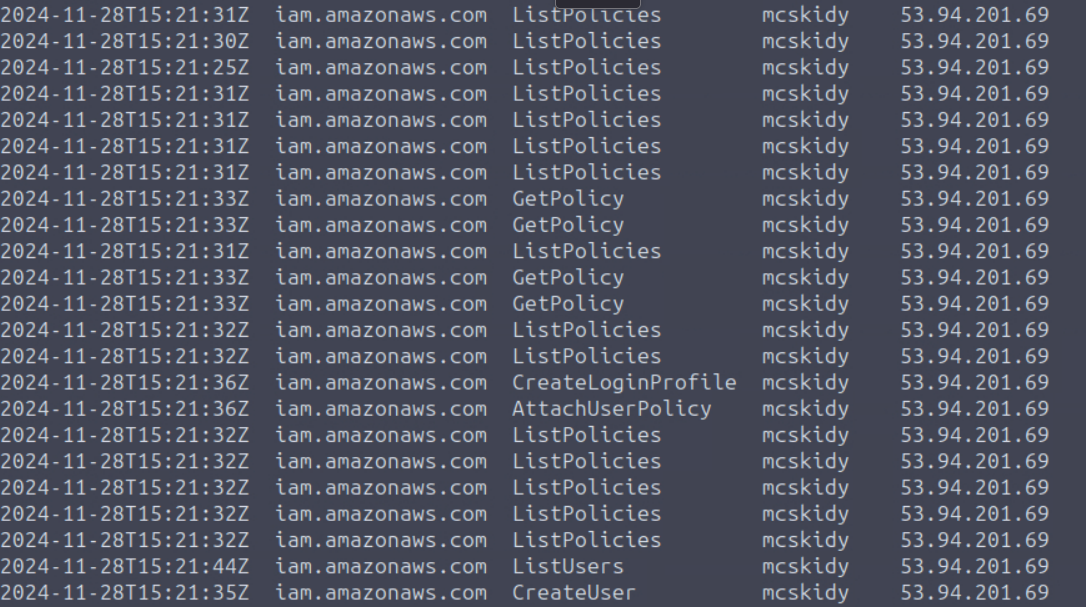 2024-11-28T15:21:31Z iam.amazonaws.com ListPolicies mcskidy 53.94.201.69
2024-11-28T15:21:30Z iam.amazonaws.com ListPolicies mcskidy 53.94.201.69
2024-11-28T15:21:25Z iam.amazonaws.com ListPolicies mcskidy 53.94.201.69
2024-11-28T15:21:31Z iam.amazonaws.com ListPolicies mcskidy 53.94.201.69
2024-11-28T15:21:31Z iam.amazonaws.com ListPolicies mcskidy 53.94.201.69
2024-11-28T15:21:31Z iam.amazonaws.com ListPolicies mcskidy 53.94.201.69
2024-11-28T15:21:31Z iam.amazonaws.com ListPolicies mcskidy 53.94.201.69
2024-11-28T15:21:33Z iam.amazonaws.com GetPolicy mcskidy 53.94.201.69
2024-11-28T15:21:33Z iam.amazonaws.com GetPolicy mcskidy 53.94.201.69
2024-11-28T15:21:31Z iam.amazonaws.com ListPolicies mcskidy 53.94.201.69
2024-11-28T15:21:33Z iam.amazonaws.com GetPolicy mcskidy 53.94.201.69
2024-11-28T15:21:33Z iam.amazonaws.com GetPolicy mcskidy 53.94.201.69
2024-11-28T15:21:32Z iam.amazonaws.com ListPolicies mcskidy 53.94.201.69
2024-11-28T15:21:32Z iam.amazonaws.com ListPolicies mcskidy 53.94.201.69
2024-11-28T15:21:36Z iam.amazonaws.com CreateLoginProfile mcskidy 53.94.201.69
2024-11-28T15:21:36Z iam.amazonaws.com AttachUserPolicy mcskidy 53.94.201.69
2024-11-28T15:21:32Z iam.amazonaws.com ListPolicies mcskidy 53.94.201.69
2024-11-28T15:21:32Z iam.amazonaws.com ListPolicies mcskidy 53.94.201.69
2024-11-28T15:21:32Z iam.amazonaws.com ListPolicies mcskidy 53.94.201.69
2024-11-28T15:21:32Z iam.amazonaws.com ListPolicies mcskidy 53.94.201.69
2024-11-28T15:21:32Z iam.amazonaws.com ListPolicies mcskidy 53.94.201.69
2024-11-28T15:21:44Z iam.amazonaws.com ListUsers mcskidy 53.94.201.69
2024-11-28T15:21:35Z iam.amazonaws.com CreateUser mcskidy 53.94.201.69